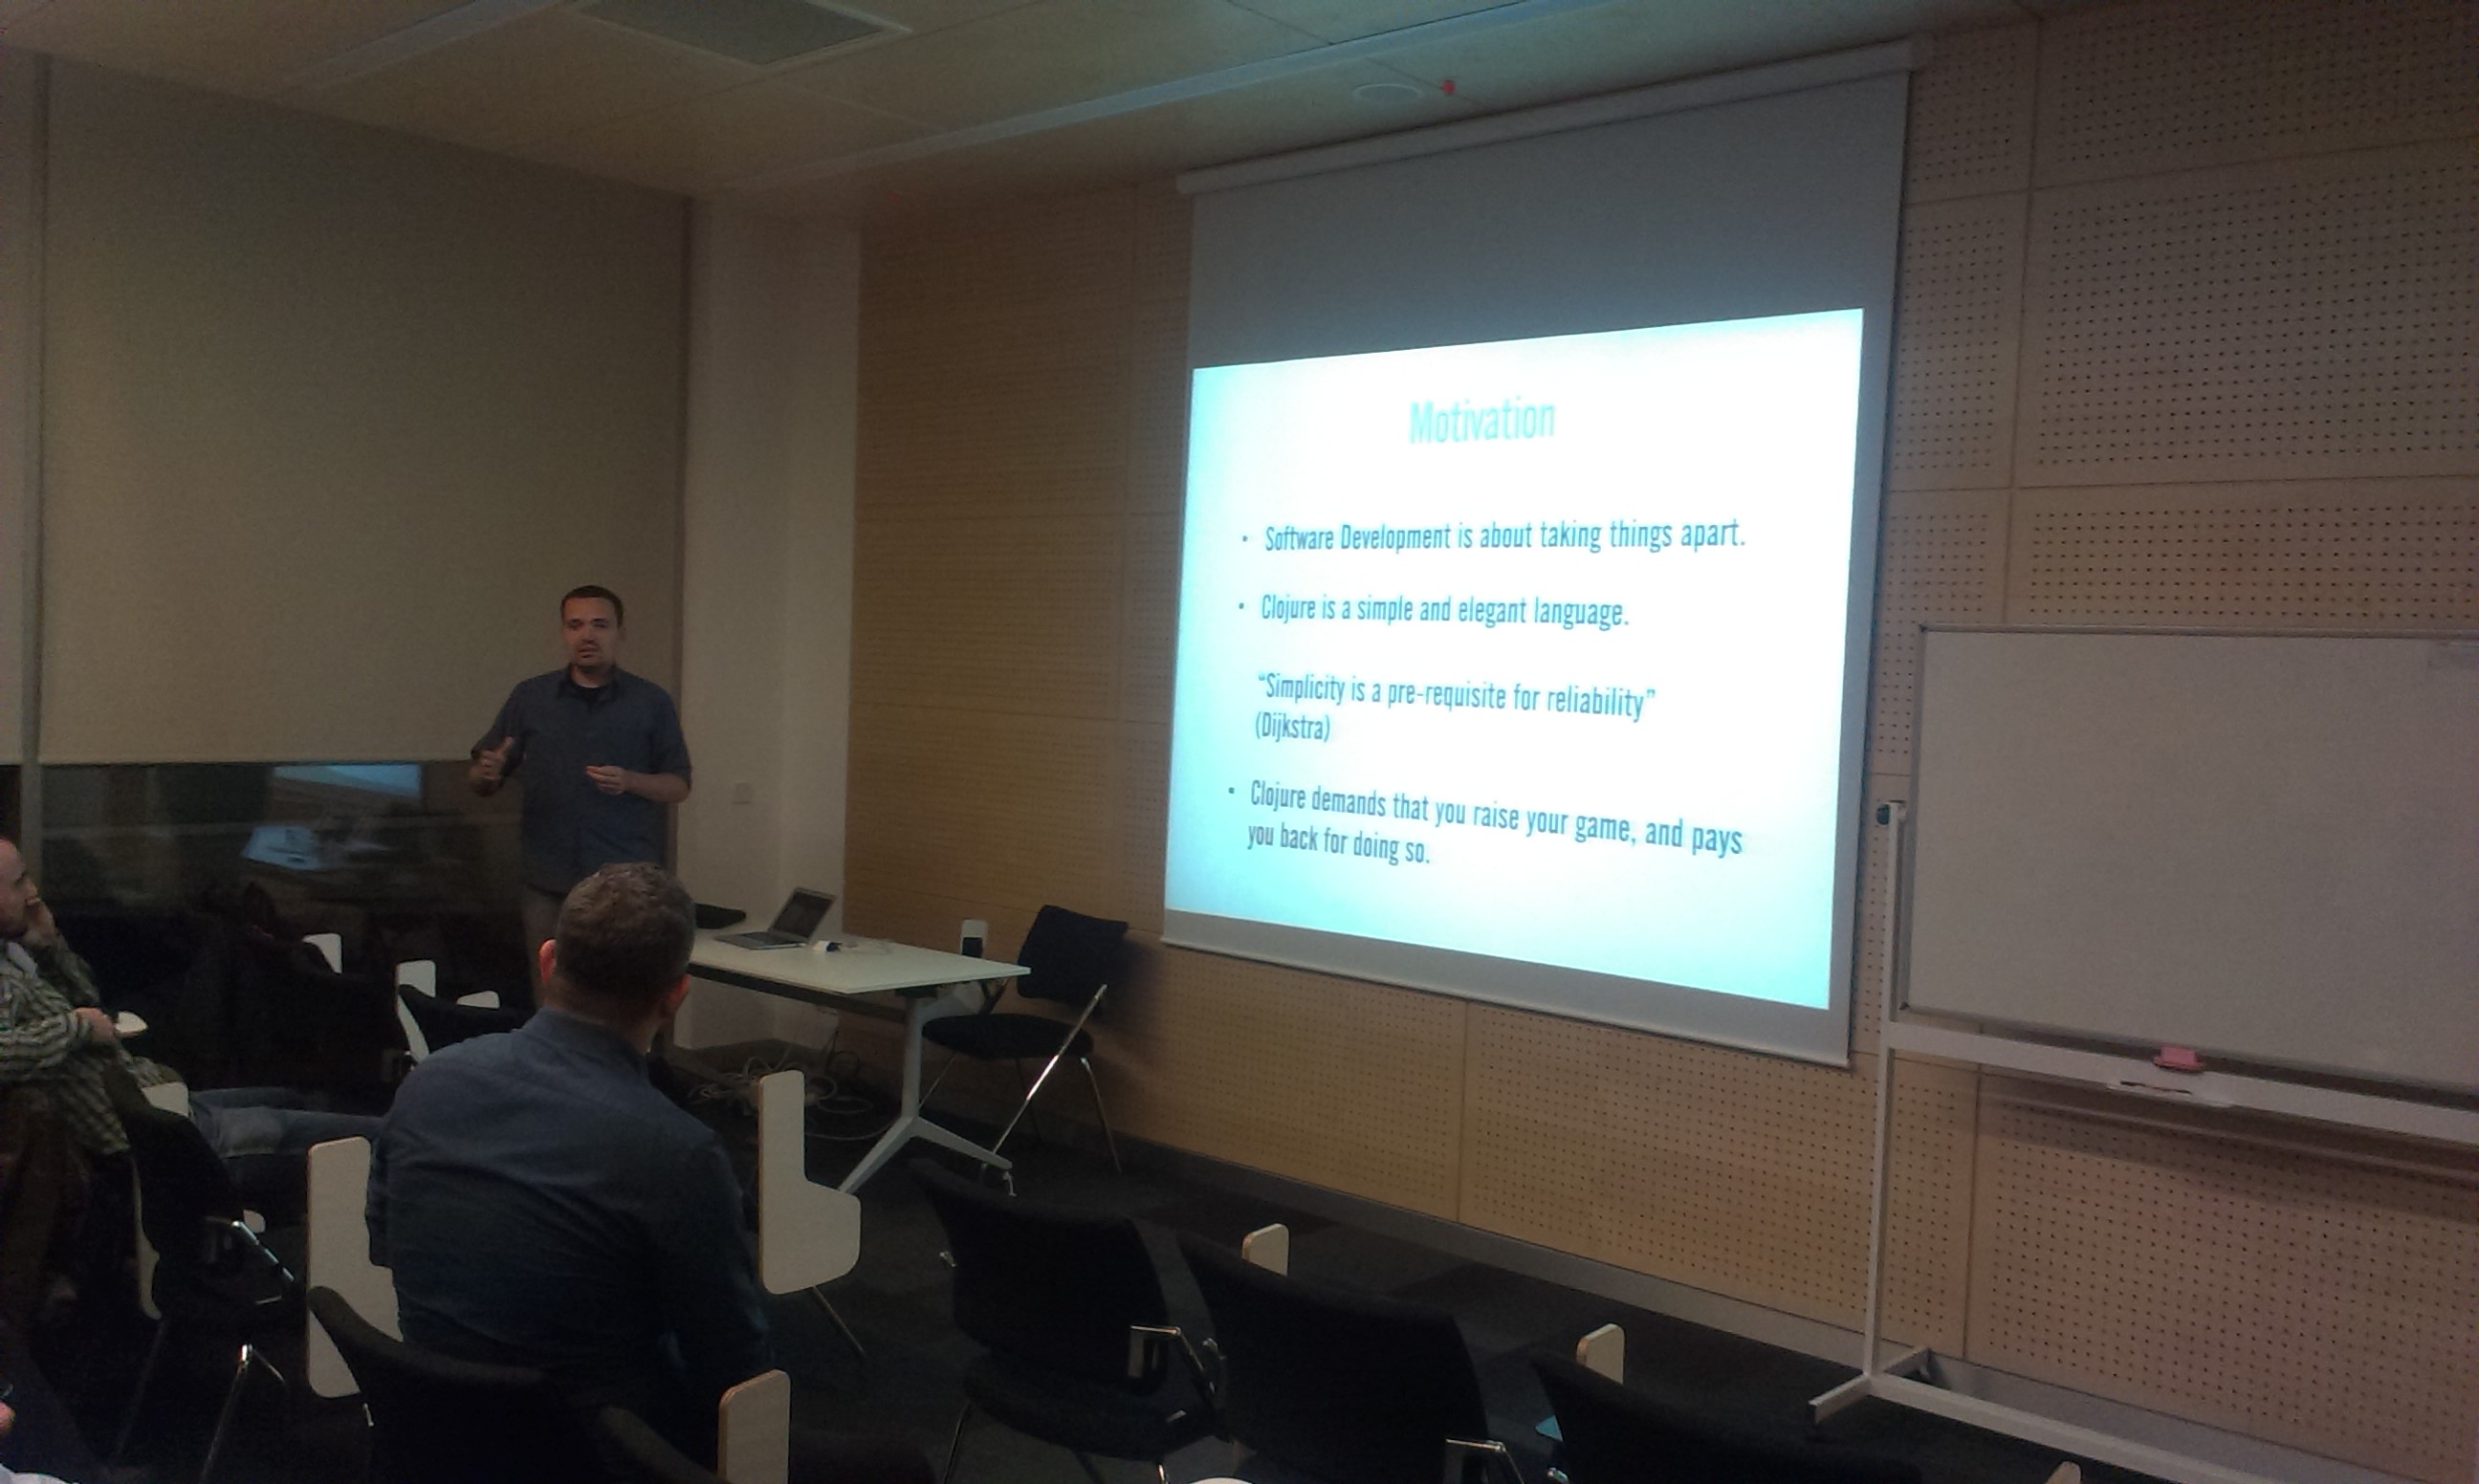 Motivation
• Software Development is about taking things apart.
• Clojure is a simple and elegant language.
“Simplicity is a pre-requisite for reliability”
(Dijkstra)
• Clojure demands that you raise your game, and pays
you back for doing so.